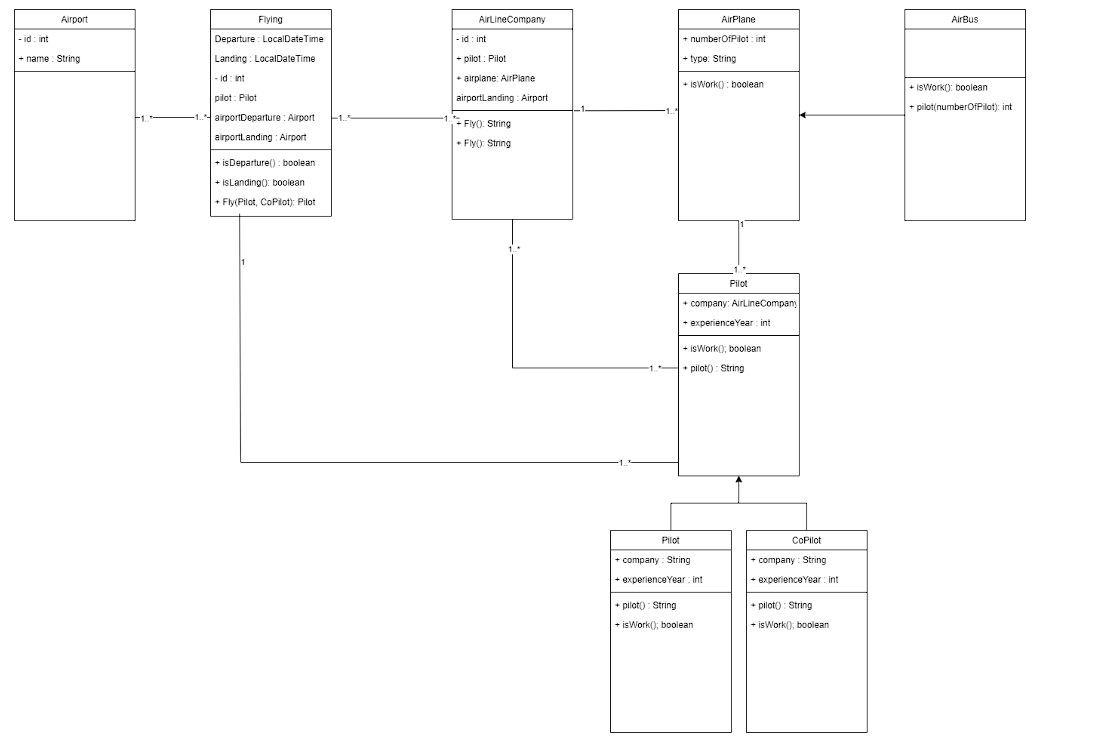 Airport
- id : int
+ name : String
Flying
Departure : LocalDateTime
Landing : LocalDateTime
- id : int
pilot : Pilot
airportDeparture : Airport
airportLanding : Airport
+ isDeparture() : boolean
+ isLanding(): boolean
+ Fly(Pilot, CoPilot): Pilot
AirLineCompany
- id : int
+ pilot : Pilot
+ airplane: AirPlane
airportLanding : Airport
+ Fly(): String
+ Fly(): String
AirPlane
+ numberOfPilot : int
+ type: String
+ isWork() : boolean
AirBus
+ isWork(): boolean
+ pilot(numberOfPilot): int
1..*
1..*
1..*
1..*
1
1..*
1
1..*
1..*
1
Pilot
+ company: AirLineCompany
+ experienceYear : int
+ isWork(); boolean
+ pilot() : String
1..*
1..*
Pilot
+ company : String
+ experienceYear : int
+ pilot() : String
+ isWork(); boolean
CoPilot
+ company : String
+ experienceYear : int
+ pilot() : String
+ isWork(); boolean